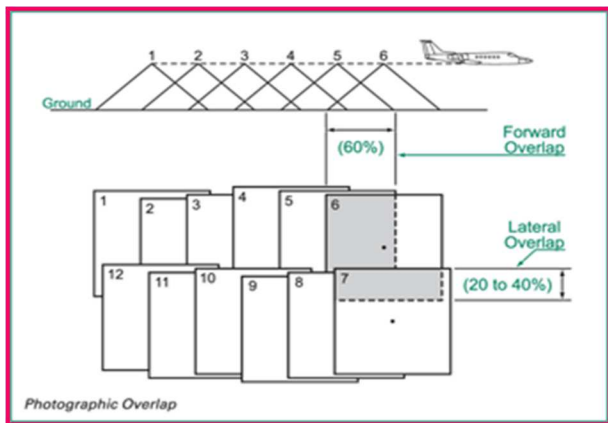 1 2 3 4 5 6
Ground
(60%)
Forward
Overlap
1 2 3 4 5 6
Lateral
Overlap
12 11 10 9 8 7
(20 to 40%)
Photographic Overlap